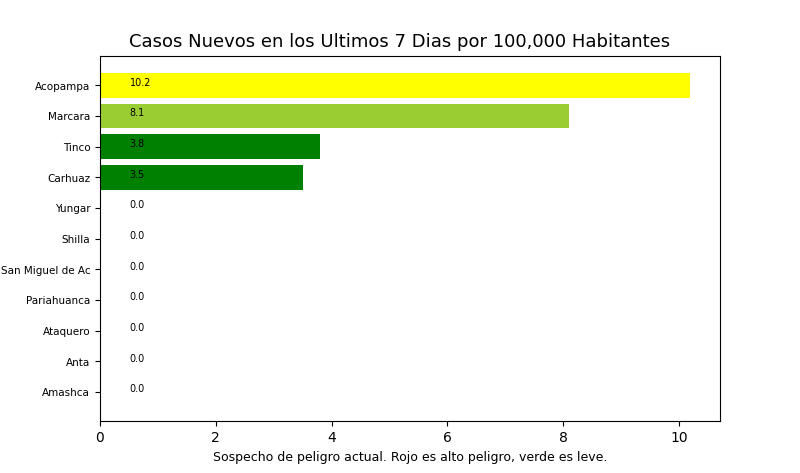 Casos Nuevos en los Ultimos 7 Dias por 100,000 Habitantes
Acopampa 10.2
Marcara 8.1
Tinco 3.8
Carhuaz 3.5
Yungar 0.0
Shilla 0.0
San Miguel de Ac 0.0
Pariahuanca 0.0
Ataquero 0.0
Anta 0.0
Amashca 0.0
0 2 4 6 8 10
Sospecho de peligro actual. Rojo es alto peligro, verde es leve.